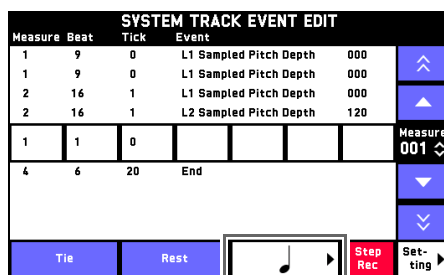 SYSTEM TRACK EVENT EDIT
Measure Beat Tick Event
1 9 0 L1 Sampled Pitch Depth 000
1 9 0 L1 Sampled Pitch Depth 000
2 16 1 L1 Sampled Pitch Depth 000
2 16 1 L2 Sampled Pitch Depth 120
1 1 0
Measure
001
4 6 20 End
Tie Rest Step Rec Set-ting